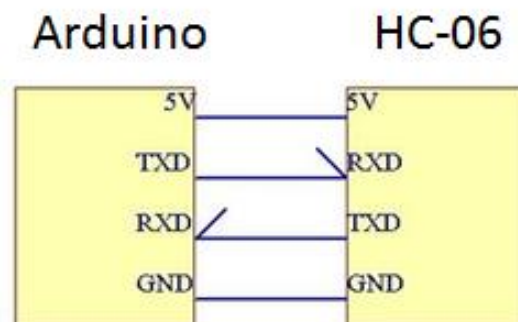 Arduino HC-06
5V 5V
TXD RXD
RXD TXD
GND GND